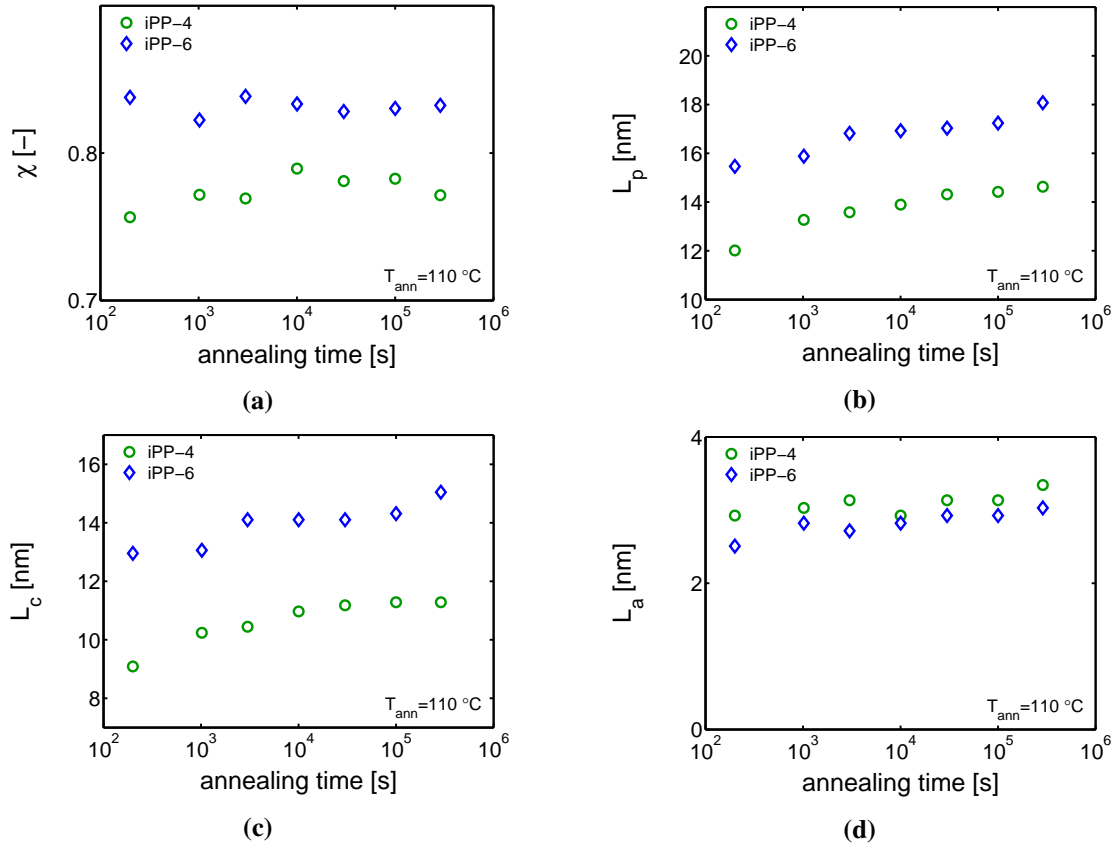 iPP−4
iPP−6
χ [−]
0.8
0.7
T_ann=110 °C
10^2 10^3 10^4 10^5 10^6
annealing time [s]
(a)
iPP−4
iPP−6
L_p [nm]
22
20
18
16
14
12
10
T_ann=110 °C
10^2 10^3 10^4 10^5 10^6
annealing time [s]
(b)
iPP−4
iPP−6
L_c [nm]
16
14
12
10
8
T_ann=110 °C
10^2 10^3 10^4 10^5 10^6
annealing time [s]
(c)
iPP−4
iPP−6
L_a [nm]
4
2
0
T_ann=110 °C
10^2 10^3 10^4 10^5 10^6
annealing time [s]
(d)